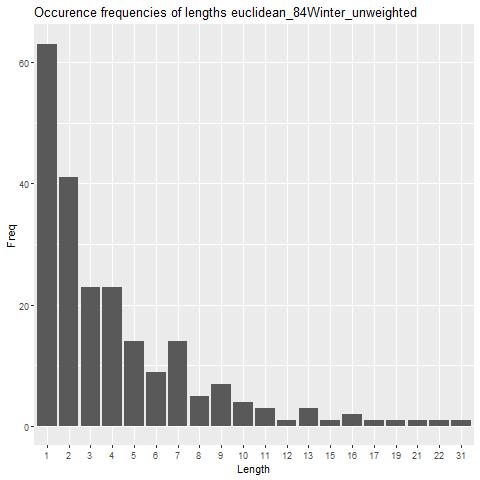 Occurence frequencies of lengths euclidean_84Winter_unweighted
60
40
20
0
Freq
1 2 3 4 5 6 7 8 9 10 11 12 13 15 16 17 19 21 22 31
Length